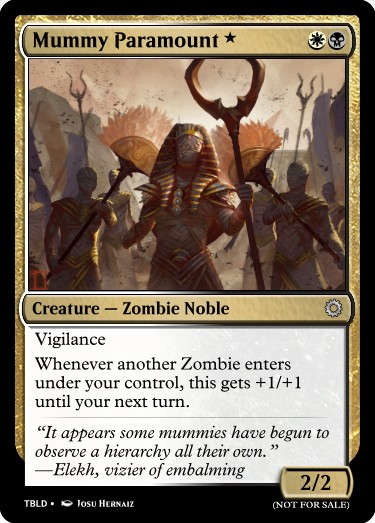 Mummy Paramount ★
Creature — Zombie Noble
Vigilance
Whenever another Zombie enters
under your control, this gets +1/+1
until your next turn.
“It appears some mummies have begun to
observe a hierarchy all their own.”
—Elekh, vizier of embalming
2/2
TBLD • Josu Hernaiz
(NOT FOR SALE)